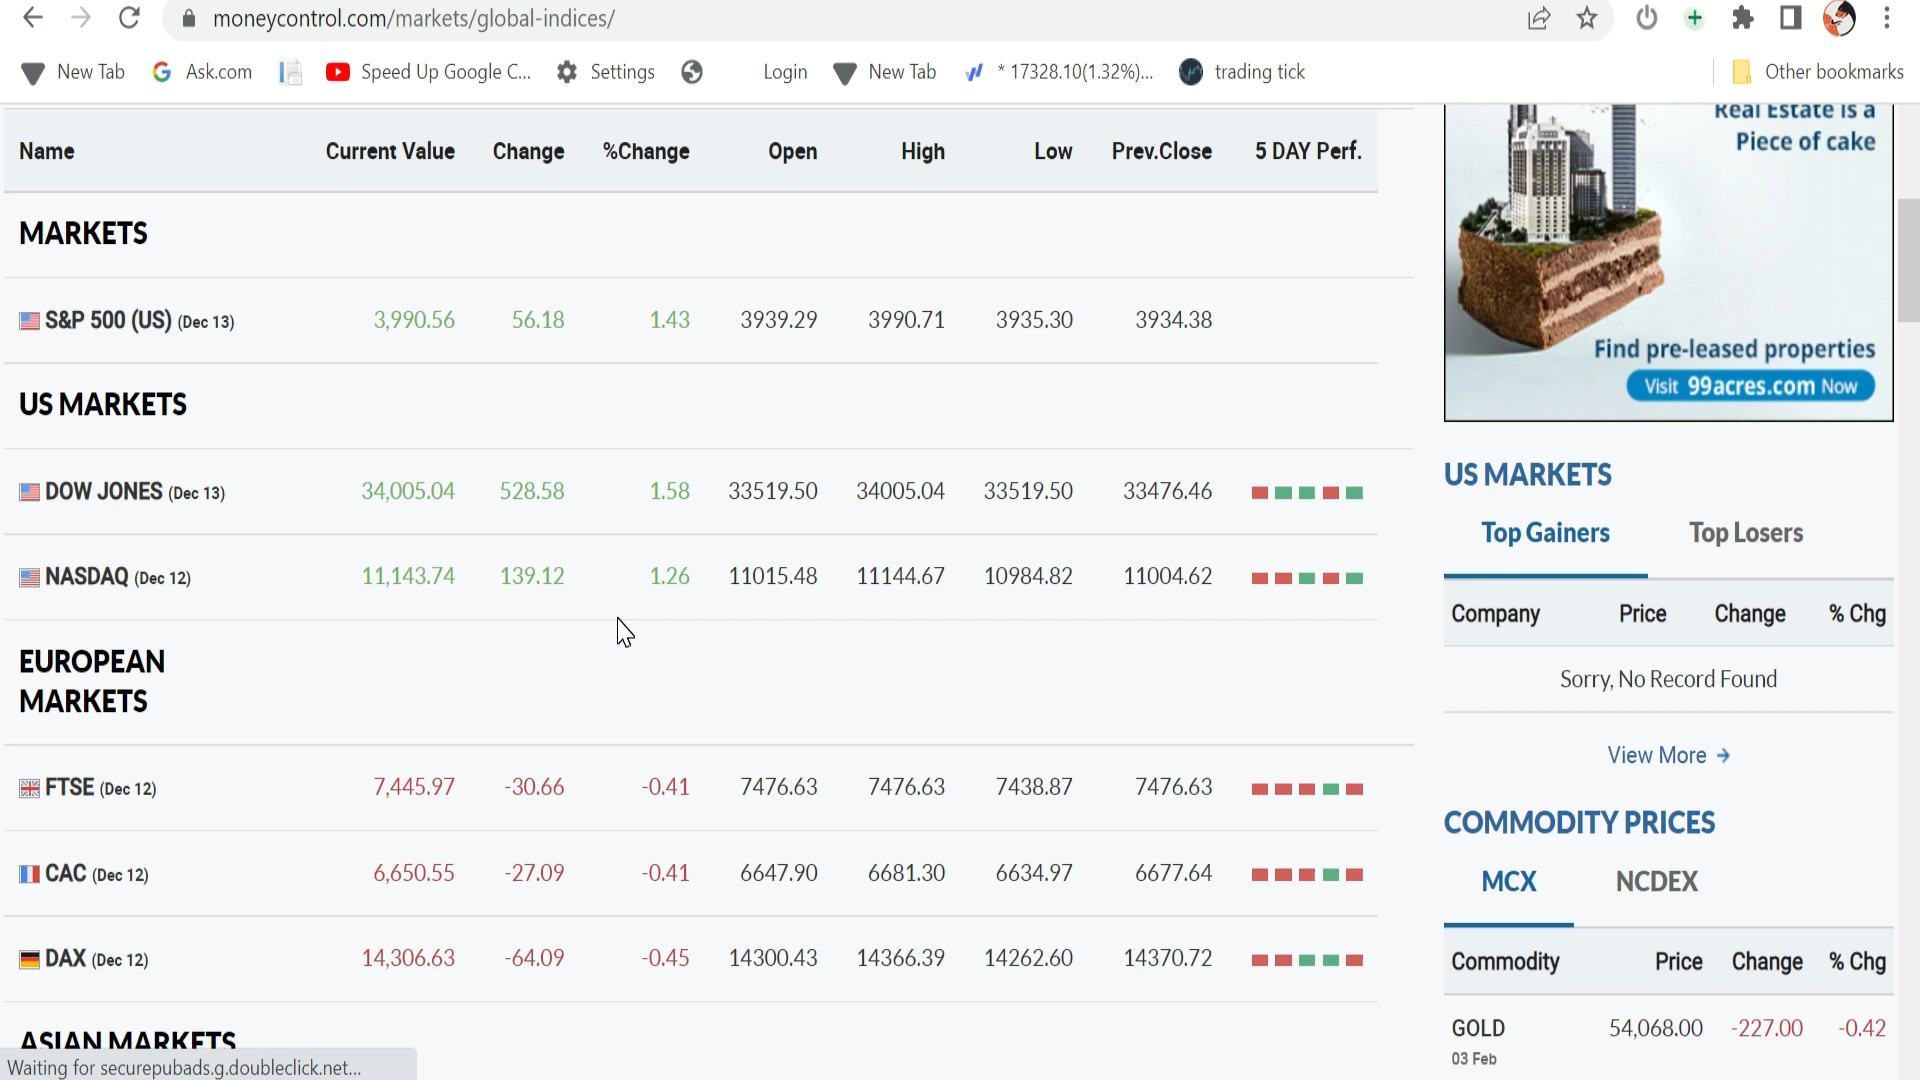 moneycontrol.com/markets/global-indices/
New Tab Ask.com Speed Up Google C... Settings Login New Tab * 17328.10(1.32%)... trading tick Other bookmarks
Name Current Value Change %Change Open High Low Prev.Close 5 DAY Perf.
MARKETS
S&P 500 (US) (Dec 13) 3,990.56 56.18 1.43 3939.29 3990.71 3935.30 3934.38
US MARKETS
DOW JONES (Dec 13) 34,005.04 528.58 1.58 33519.50 34005.04 33519.50 33476.46
NASDAQ (Dec 12) 11,143.74 139.12 1.26 11015.48 11144.67 10984.82 11004.62
EUROPEAN
MARKETS
FTSE (Dec 12) 7,445.97 -30.66 -0.41 7476.63 7476.63 7438.87 7476.63
CAC (Dec 12) 6,650.55 -27.09 -0.41 6647.90 6681.30 6634.97 6677.64
DAX (Dec 12) 14,306.63 -64.09 -0.45 14300.43 14366.39 14262.60 14370.72
ASIAN MARKETS
Waiting for securepubads.g.doubleclick.net...
Real Estate is a
Piece of cake
Find pre-leased properties
Visit 99acres.com Now
US MARKETS
Top Gainers Top Losers
Company Price Change % Chg
Sorry, No Record Found
View More
COMMODITY PRICES
MCX NCDEX
Commodity Price Change % Chg
GOLD 54,068.00 -227.00 -0.42
03 Feb